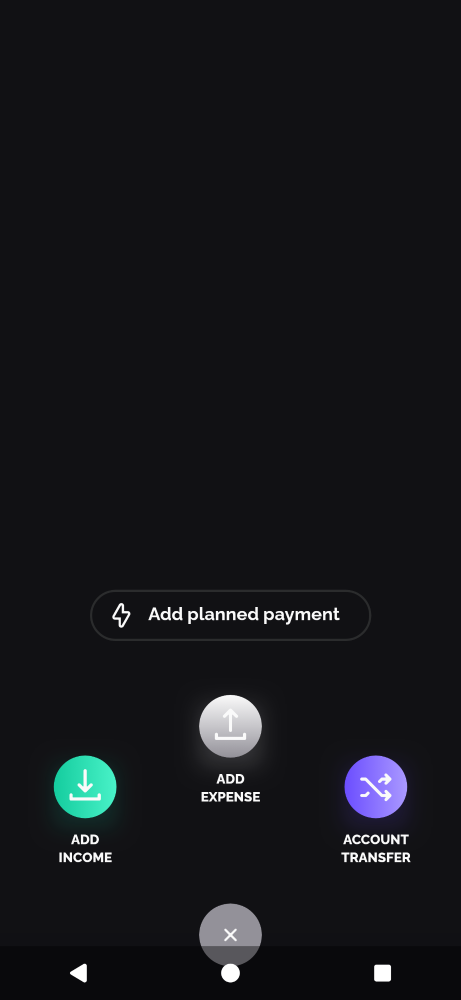 Add planned payment
ADD
EXPENSE
ADD
INCOME
ACCOUNT
TRANSFER